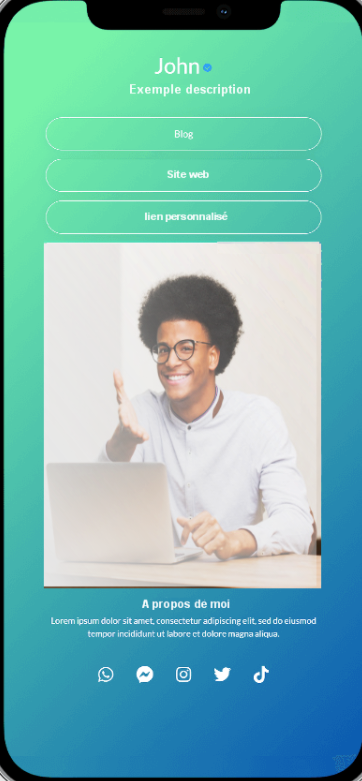 John
Exemple description
Blog
Site web
lien personnalisé
A propos de moi
Lorem ipsum dolor sit amet, consectetur adipiscing elit, sed do eiusmod
tempor incididunt ut labore et dolore magna aliqua.